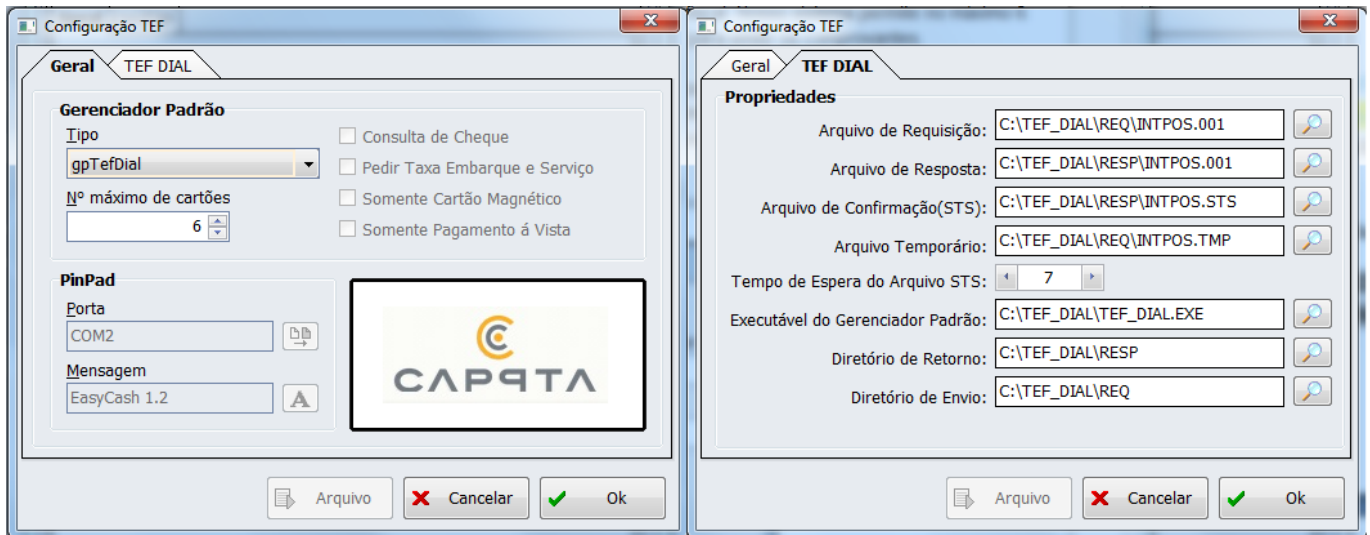 Configuração TEF
Geral
TEF DIAL
Gerenciador Padrão
Tipo
gpTefDial
Nº máximo de cartões
6
Consulta de Cheque
Pedir Taxa Embarque e Serviço
Somente Cartão Magnético
Somente Pagamento á Vista
PinPad
Porta
COM2
Mensagem
EasyCash 1.2
A
CAPPTA
Arquivo
Cancelar
Ok
Configuração TEF
Geral
TEF DIAL
Propriedades
Arquivo de Requisição: C:\TEF_DIAL\REQ\INTPOS.001
Arquivo de Resposta: C:\TEF_DIAL\RESP\INTPOS.001
Arquivo de Confirmação(STS): C:\TEF_DIAL\RESP\INTPOS.STS
Arquivo Temporário: C:\TEF_DIAL\REQ\INTPOS.TMP
Tempo de Espera do Arquivo STS: 7
Executável do Gerenciador Padrão: C:\TEF_DIAL\TEF_DIAL.EXE
Diretório de Retorno: C:\TEF_DIAL\RESP
Diretório de Envio: C:\TEF_DIAL\REQ
Arquivo
Cancelar
Ok